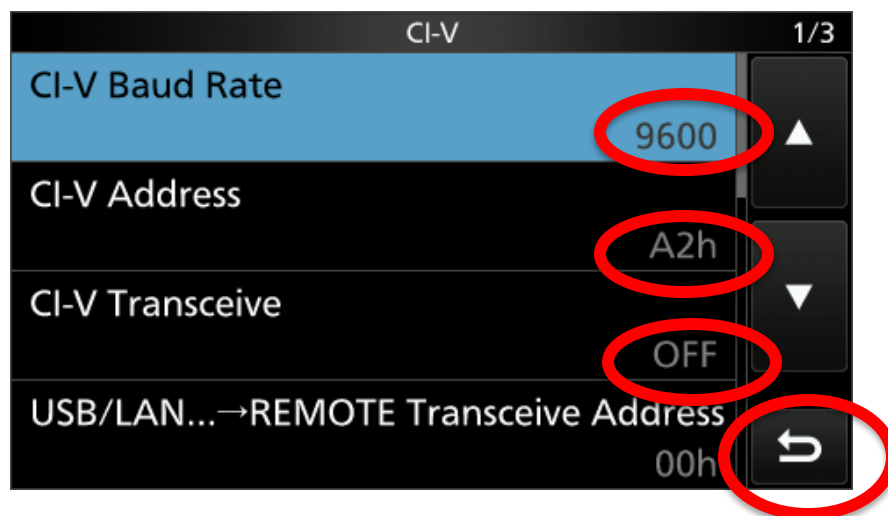 CI-V 1/3
CI-V Baud Rate
9600
CI-V Address
A2h
CI-V Transceive
OFF
USB/LAN...→REMOTE Transceive Address
00h